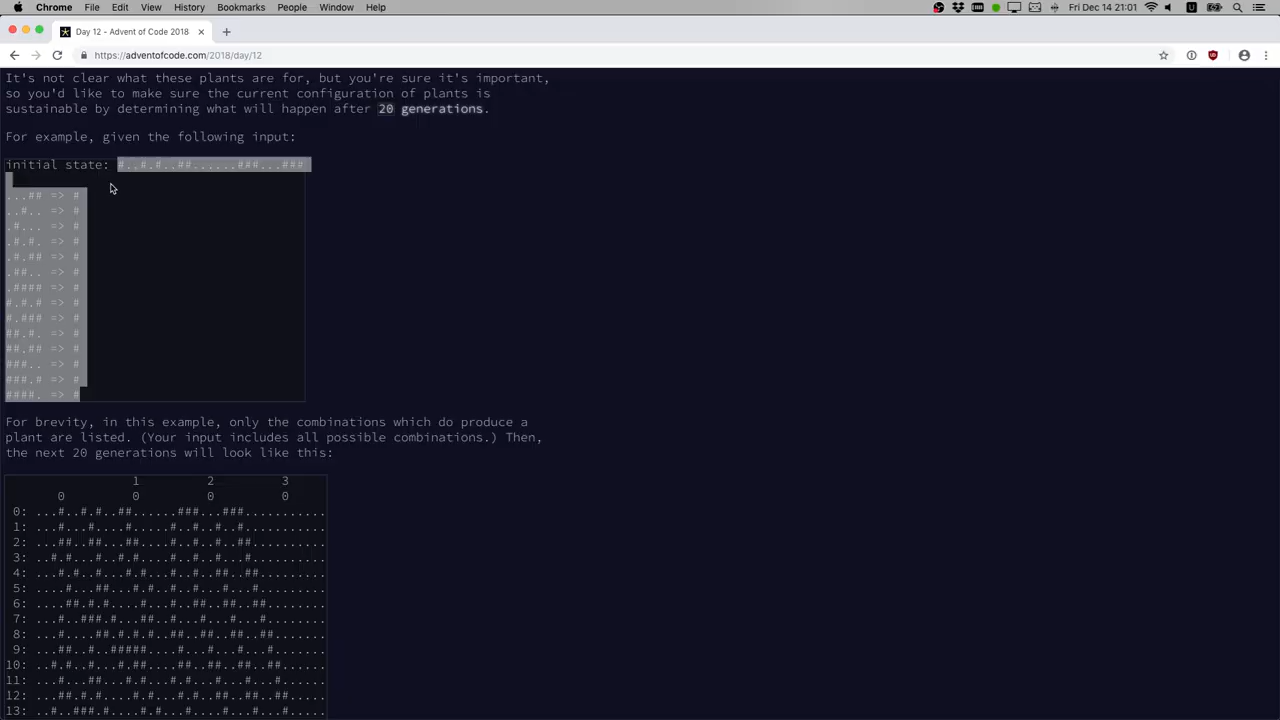 Chrome File Edit View History Bookmarks People Window Help Fri Dec 14 21:01
Day 12 - Advent of Code 2018
https://adventofcode.com/2018/day/12
It's not clear what these plants are for, but you're sure it's important,
so you'd like to make sure the current configuration of plants is
sustainable by determining what will happen after 20 generations.
For example, given the following input:
initial state: #..#.#..##......###...###
...## => #
..#.. => #
.#... => #
.#.#. => #
.#.## => #
.##.. => #
.#### => #
#.#.# => #
#.### => #
##.#. => #
##.## => #
###.. => #
###.# => #
####. => #
For brevity, in this example, only the combinations which do produce a
plant are listed. (Your input includes all possible combinations.) Then,
the next 20 generations will look like this:
1 2 3
0 0 0 0
0: ...#..#.#..##......###...###...........
1: ...#...#....#.....#..#..#..#...........
2: ...##..##...##....#..#..#..##..........
3: ..#.#...#..#.#....#..#..#...#..........
4: ...#.#..#...#.#...#..#..##..##.........
5: ....#...##...#.#..#..#...#...#.........
6: ....##.#.#....#...#..##..##..##........
7: ...#..###.#...##..#...#...#...#........
8: ...#....##.#.#.#..##..##..##..##.......
9: ...##..#..#####....#...#...#...#.......
10: ..#.#..#...#.##....##..##..##..##......
11: ...#...##...#.#...#.#...#...#...#......
12: ...##.#.#....#.#...#.#..##..##..##.....
13: ..#..###.#....#.#...#....#...#...#.....